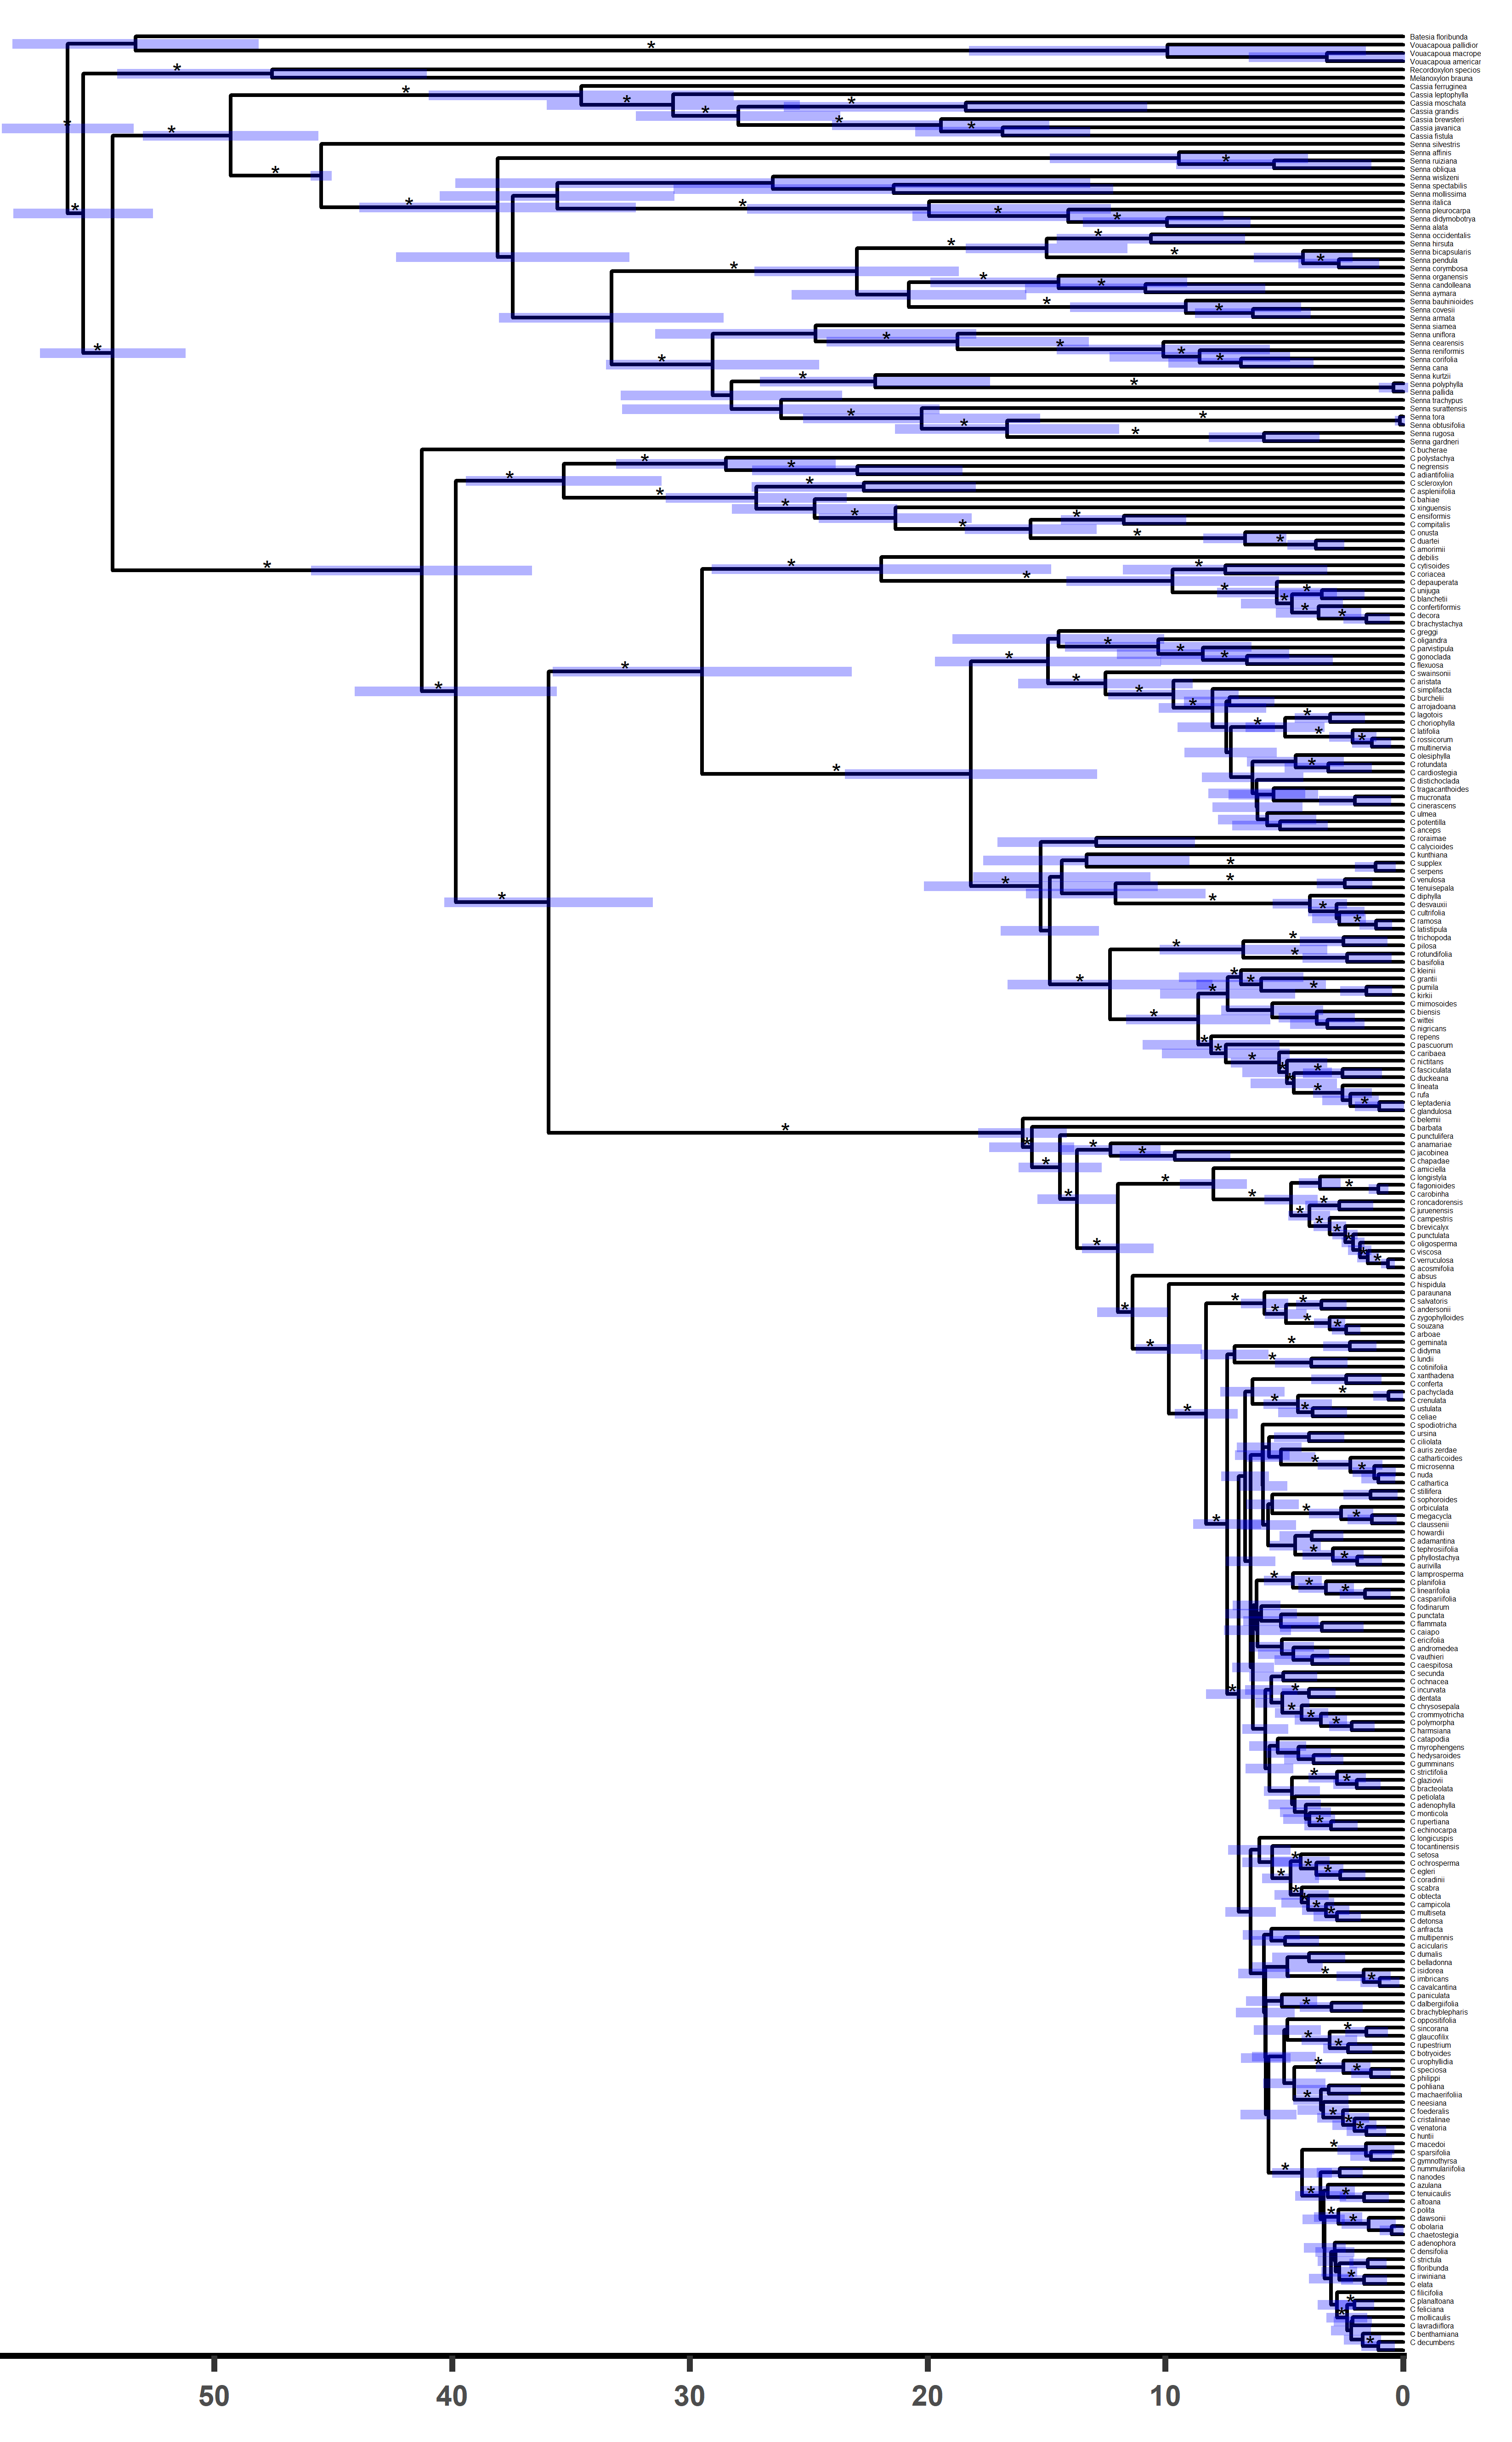 Batesia floribunda
Vouacapoua pallidior
Vouacapoua macrope
Vouacapoua american
Recordoxylon specios
Melanoxylon brauna
Cassia ferruginea
Cassia leptophylla
Cassia moschata
Cassia grandis
Cassia brewsteri
Cassia javanica
Cassia fistula
Senna silvestris
Senna affinis
Senna ruiziana
Senna obliqua
Senna wislizeni
Senna spectabilis
Senna mollissima
Senna italica
Senna pleurocarpa
Senna didymobotrya
Senna alata
Senna occidentalis
Senna hirsuta
Senna bicapsularis
Senna pendula
Senna corymbosa
Senna organensis
Senna candolleana
Senna aymara
Senna bauhinioides
Senna covesii
Senna armata
Senna siamea
Senna uniflora
Senna cearensis
Senna reniformis
Senna corifolia
Senna cana
Senna kurtzii
Senna polyphylla
Senna pallida
Senna trachypus
Senna surattensis
Senna tora
Senna obtusifolia
Senna rugosa
Senna gardneri
C bucherae
C polystachya
C negrensis
C adiantifoliia
C scleroxylon
C aspleniifolia
C bahiae
C xinguensis
C ensiformis
C compitalis
C onusta
C duartei
C amorimii
C debilis
C cytisoides
C coriacea
C depauperata
C unijuga
C blanchetii
C confertiformis
C decora
C brachystachya
C greggi
C oligandra
C parvistipula
C gonoclada
C flexuosa
C swainsonii
C aristata
C simplifacta
C burchelii
C arrojadoana
C lagotois
C choriophylla
C latifolia
C rossicorum
C multinervia
C olesiphylla
C rotundata
C cardiostegia
C distichoclada
C tragacanthoides
C mucronata
C cinerascens
C ulmea
C potentilla
C anceps
C roraimae
C calycioides
C kunthiana
C supplex
C serpens
C venulosa
C tenuisepala
C diphylla
C desvauxii
C cultrifolia
C ramosa
C latistipula
C trichopoda
C pilosa
C rotundifolia
C basifolia
C kleinii
C grantii
C pumila
C kirkii
C mimosoides
C biensis
C wittei
C nigricans
C repens
C pascuorum
C caribaea
C nictitans
C fasciculata
C duckeana
C lineata
C rufa
C leptadenia
C glandulosa
C belemii
C barbata
C punctulifera
C anamariae
C jacobinea
C chapadae
C amiciella
C longistyla
C fagonioides
C carobinha
C roncadorensis
C juruenensis
C campestris
C brevicalyx
C punctulata
C oligosperma
C viscosa
C verruculosa
C acosmifolia
C absus
C hispidula
C paraunana
C salvatoris
C andersonii
C zygophylloides
C souzana
C arboae
C geminata
C didyma
C lundii
C cotinifolia
C xanthadena
C conferta
C pachyclada
C crenulata
C ustulata
C celiae
C spodiotricha
C ursina
C ciliolata
C auris zerdae
C catharticoides
C microsenna
C nuda
C cathartica
C stillifera
C sophoroides
C orbiculata
C megacycla
C claussenii
C howardii
C adamantina
C tephrosiifolia
C phyllostachya
C aurivilla
C lamprosperma
C planifolia
C linearifolia
C caspariifolia
C fodinarum
C punctata
C flammata
C caiapo
C ericifolia
C andromedea
C vauthieri
C caespitosa
C secunda
C ochnacea
C incurvata
C dentata
C chrysosepala
C crommyotricha
C polymorpha
C harmsiana
C catapodia
C myrophengens
C hedysaroides
C gumminans
C strictifolia
C glaziovii
C bracteolata
C petiolata
C adenophylla
C monticola
C rupertiana
C echinocarpa
C longicuspis
C tocantinensis
C setosa
C ochrosperma
C egleri
C coradinii
C scabra
C obtecta
C campicola
C multiseta
C detonsa
C anfracta
C multipennis
C acicularis
C dumalis
C belladonna
C isidorea
C imbricans
C cavalcantina
C paniculata
C dalbergiifolia
C brachyblepharis
C oppositifolia
C sincorana
C glaucofilix
C rupestrium
C botryoides
C urophyllidia
C speciosa
C philippi
C pohliana
C machaerifoliia
C neesiana
C foederalis
C cristalinae
C venatoria
C huntii
C macedoi
C sparsifolia
C gymnothyrsa
C nummulariifolia
C nanodes
C azulana
C tenuicaulis
C altoana
C polita
C dawsonii
C obolaria
C chaetostegia
C adenophora
C densifolia
C strictula
C floribunda
C irwiniana
C elata
C filicifolia
C planaltoana
C feliciana
C mollicaulis
C lavradiiflora
C benthamiana
C decumbens
50 40 30 20 10 0